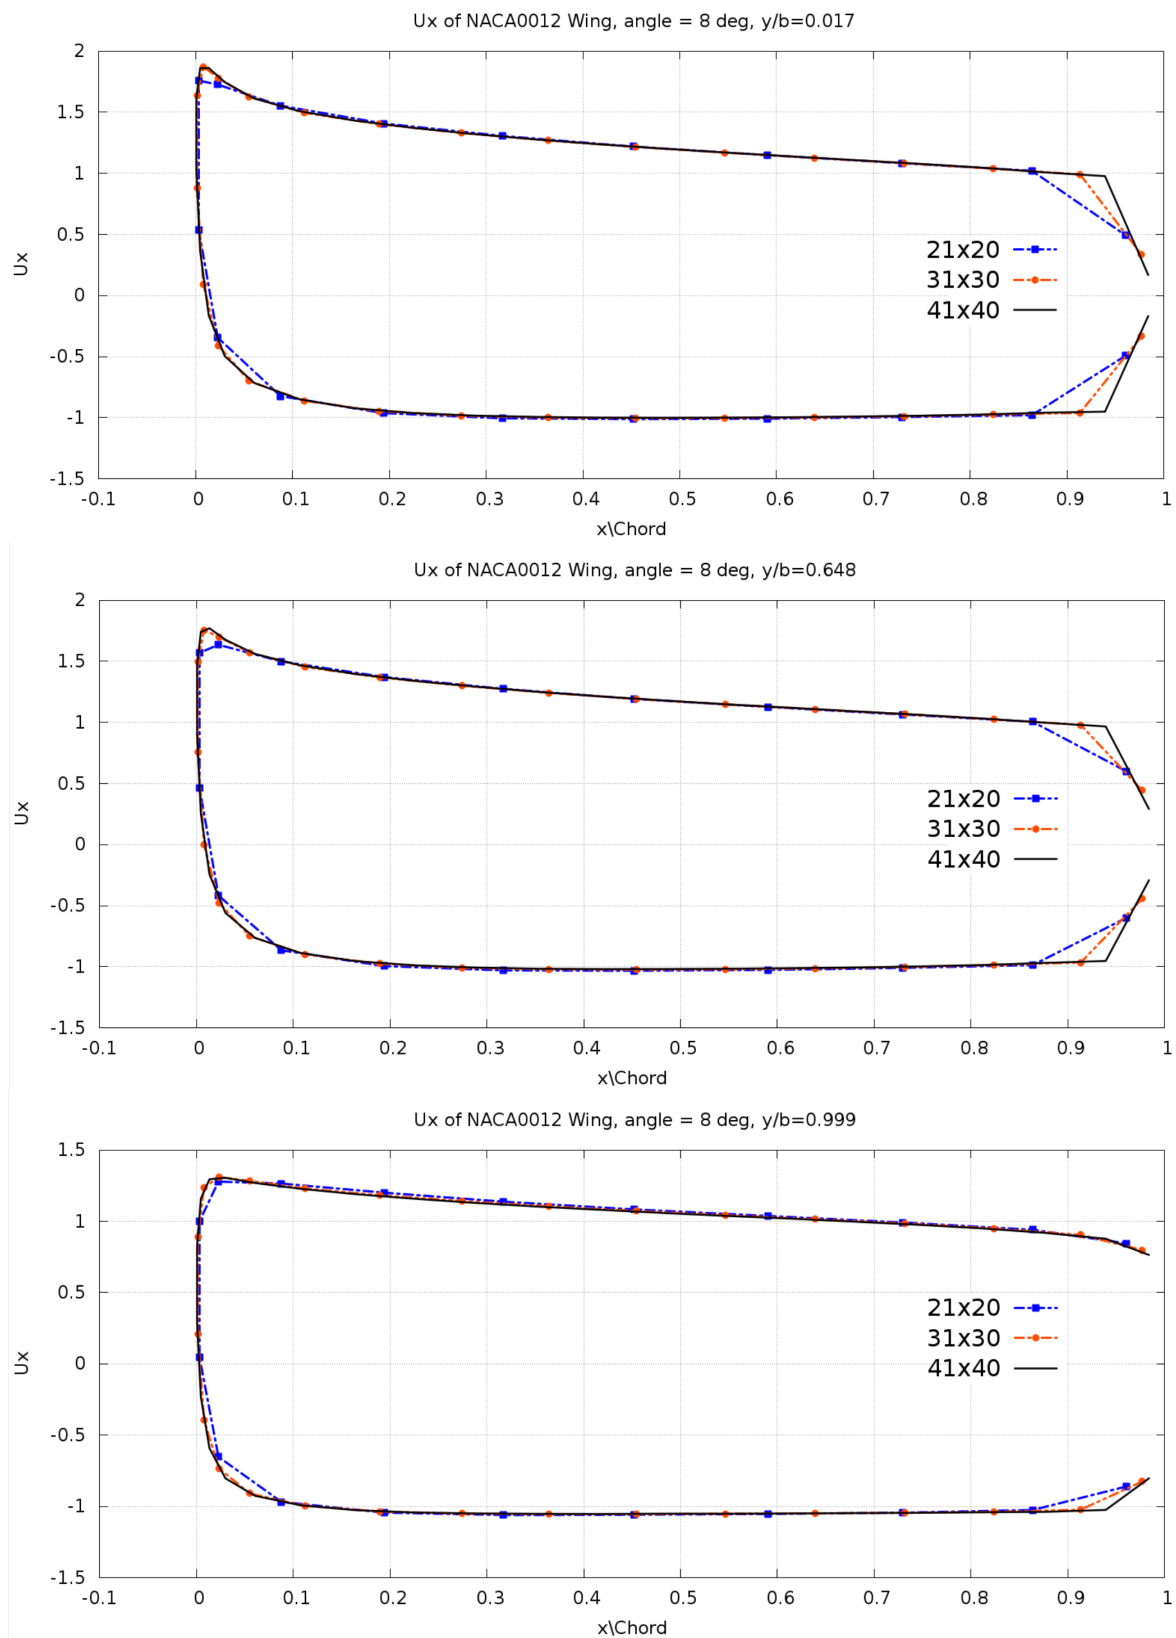 Ux of NACA0012 Wing, angle = 8 deg, y/b=0.017
2
1.5
1
0.5
0
-0.5
-1
-1.5
Ux
21x20
31x30
41x40
-0.1 0 0.1 0.2 0.3 0.4 0.5 0.6 0.7 0.8 0.9 1
x\Chord
Ux of NACA0012 Wing, angle = 8 deg, y/b=0.648
2
1.5
1
0.5
0
-0.5
-1
-1.5
Ux
21x20
31x30
41x40
-0.1 0 0.1 0.2 0.3 0.4 0.5 0.6 0.7 0.8 0.9 1
x\Chord
Ux of NACA0012 Wing, angle = 8 deg, y/b=0.999
1.5
1
0.5
0
-0.5
-1
-1.5
Ux
21x20
31x30
41x40
-0.1 0 0.1 0.2 0.3 0.4 0.5 0.6 0.7 0.8 0.9 1
x\Chord